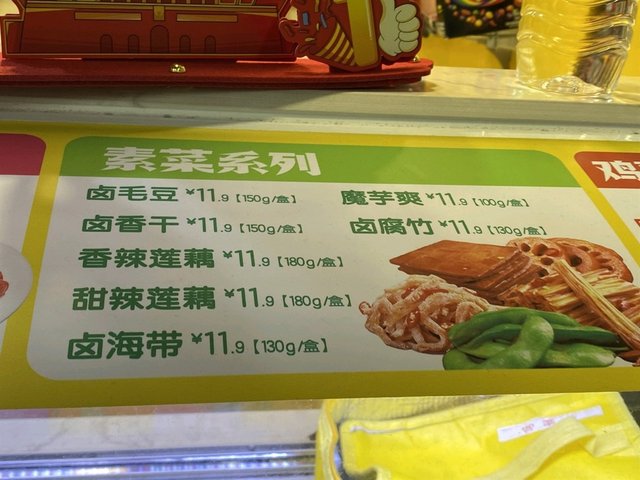 素菜系列
卤毛豆 ¥11.9【150g/盒】
卤香干 ¥11.9【150g/盒】
香辣莲藕 ¥11.9【180g/盒】
甜辣莲藕 ¥11.9【180g/盒】
卤海带 ¥11.9【130g/盒】
魔芋爽 ¥11.9【100g/盒】
卤腐竹 ¥11.9【130g/盒】
鸡